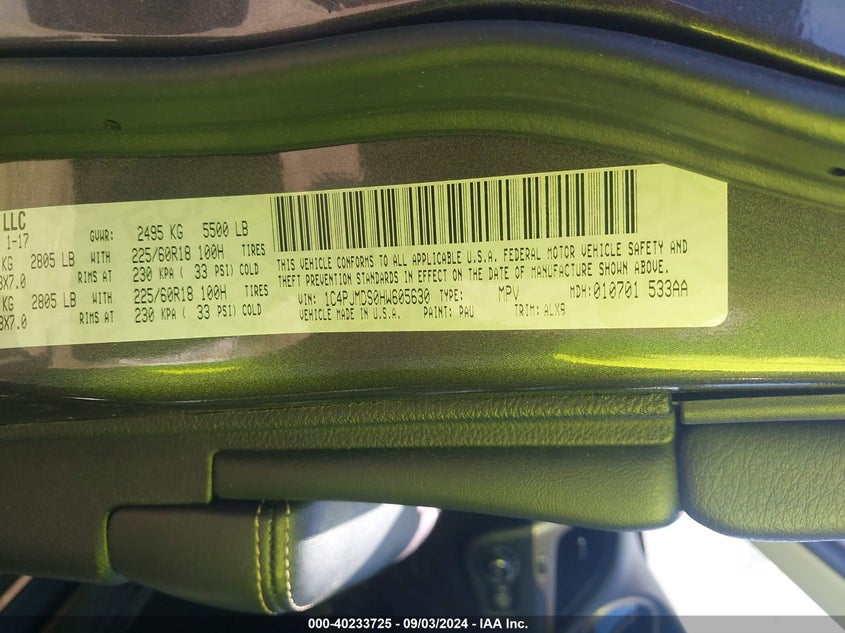 LLC
1-17 GVWR: 2495 KG 5500 LB
KG 2805 LB WITH 225/60R18 100H TIRES
8X7.0 RIMS AT 230 KPA ( 33 PSI) COLD
KG 2805 LB WITH 225/60R18 100H TIRES
8X7.0 RIMS AT 230 KPA ( 33 PSI) COLD
THIS VEHICLE CONFORMS TO ALL APPLICABLE U.S.A. FEDERAL MOTOR VEHICLE SAFETY AND
THEFT PREVENTION STANDARDS IN EFFECT ON THE DATE OF MANUFACTURE SHOWN ABOVE.
VIN: 1C4PJMDS0HW605630 TYPE: MPV MDH:010701 533AA
VEHICLE MADE IN U.S.A. PAINT: PAU TRIM: ALX9
000-40233725 - 09/03/2024 - IAA Inc.